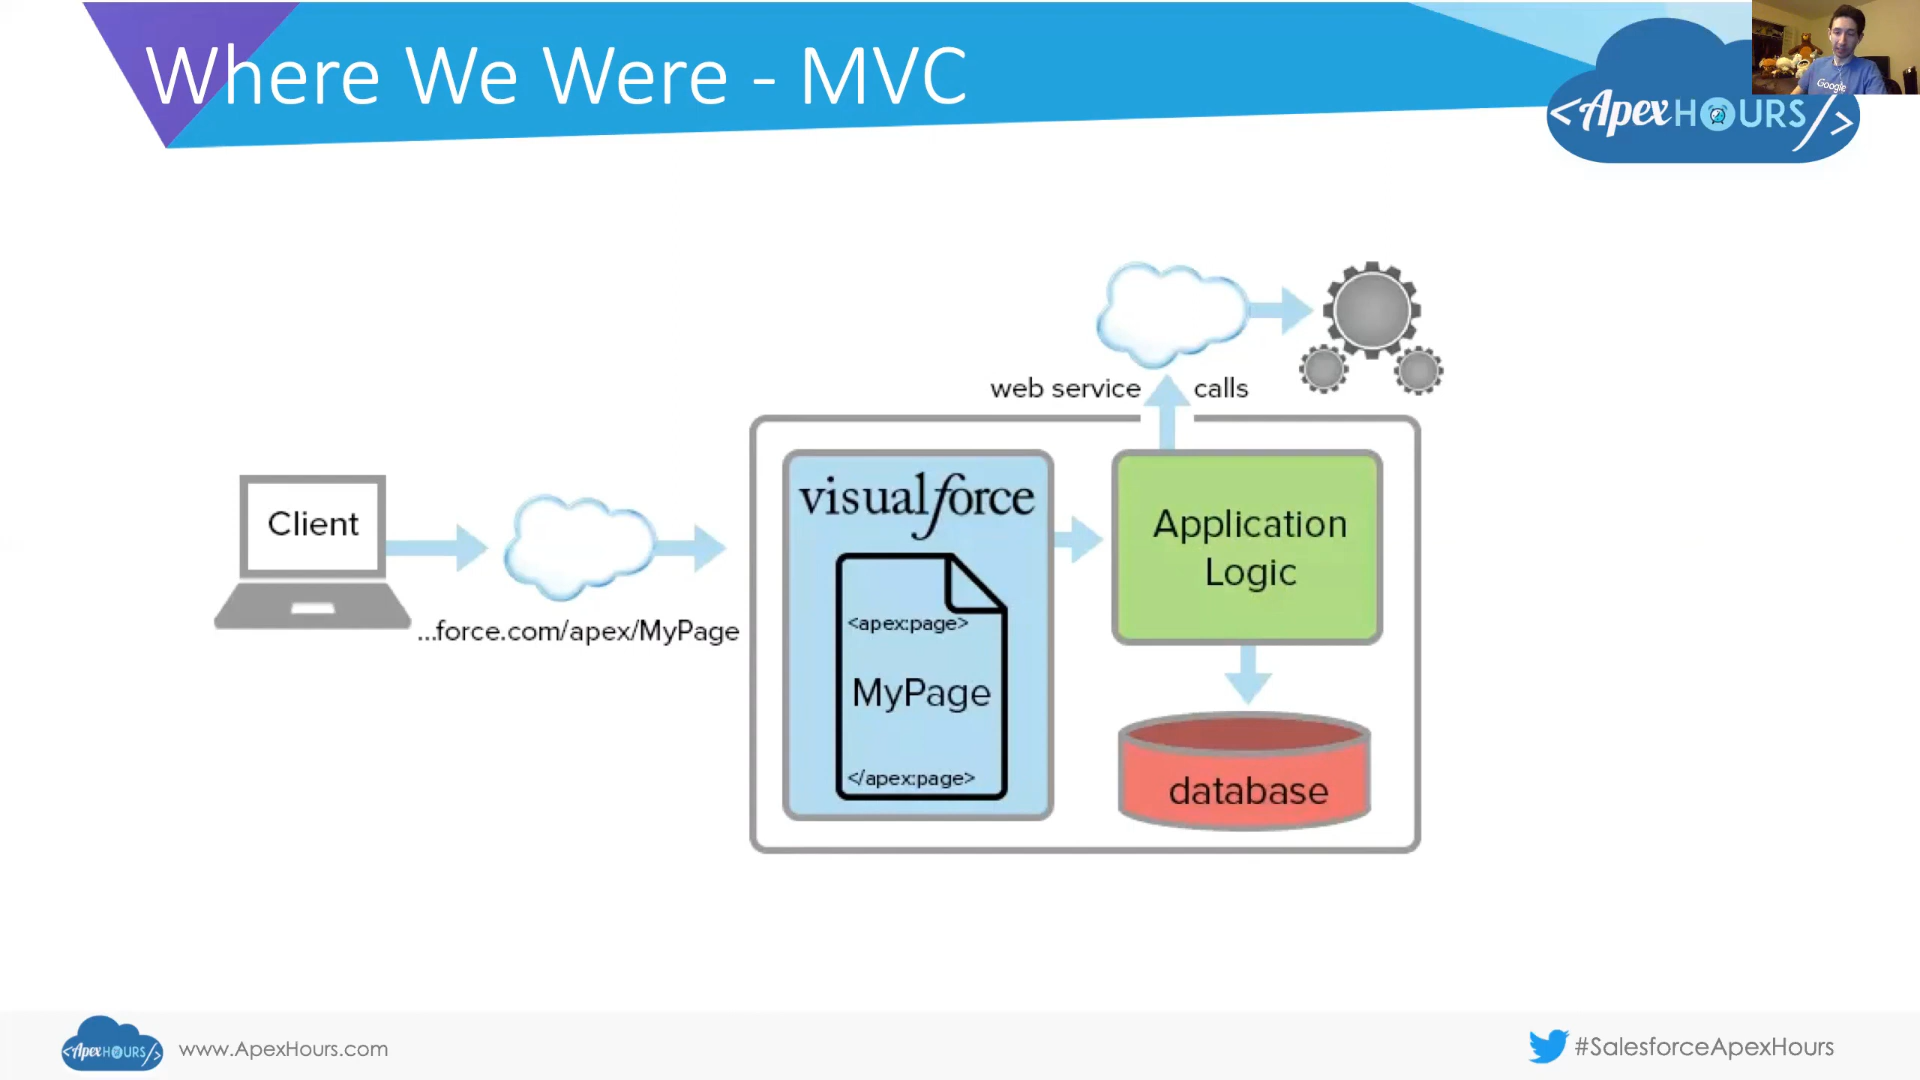 Where We Were - MVC
Google
<ApexHOURS/>
web service calls
Client
...force.com/apex/MyPage
visualforce
<apex:page>
MyPage
</apex:page>
Application
Logic
database
<ApexHOURS/>
www.ApexHours.com
#SalesforceApexHours